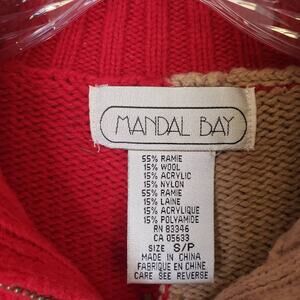 MANDAL BAY
55% RAMIE
15% WOOL
15% ACRYLIC
15% NYLON
55% RAMIE
15% LAINE
15% ACRYLIQUE
15% POLYAMIDE
RN 83346
CA 05633
SIZE S/P
MADE IN CHINA
FABRIQUE EN CHINE
CARE SEE REVERSE